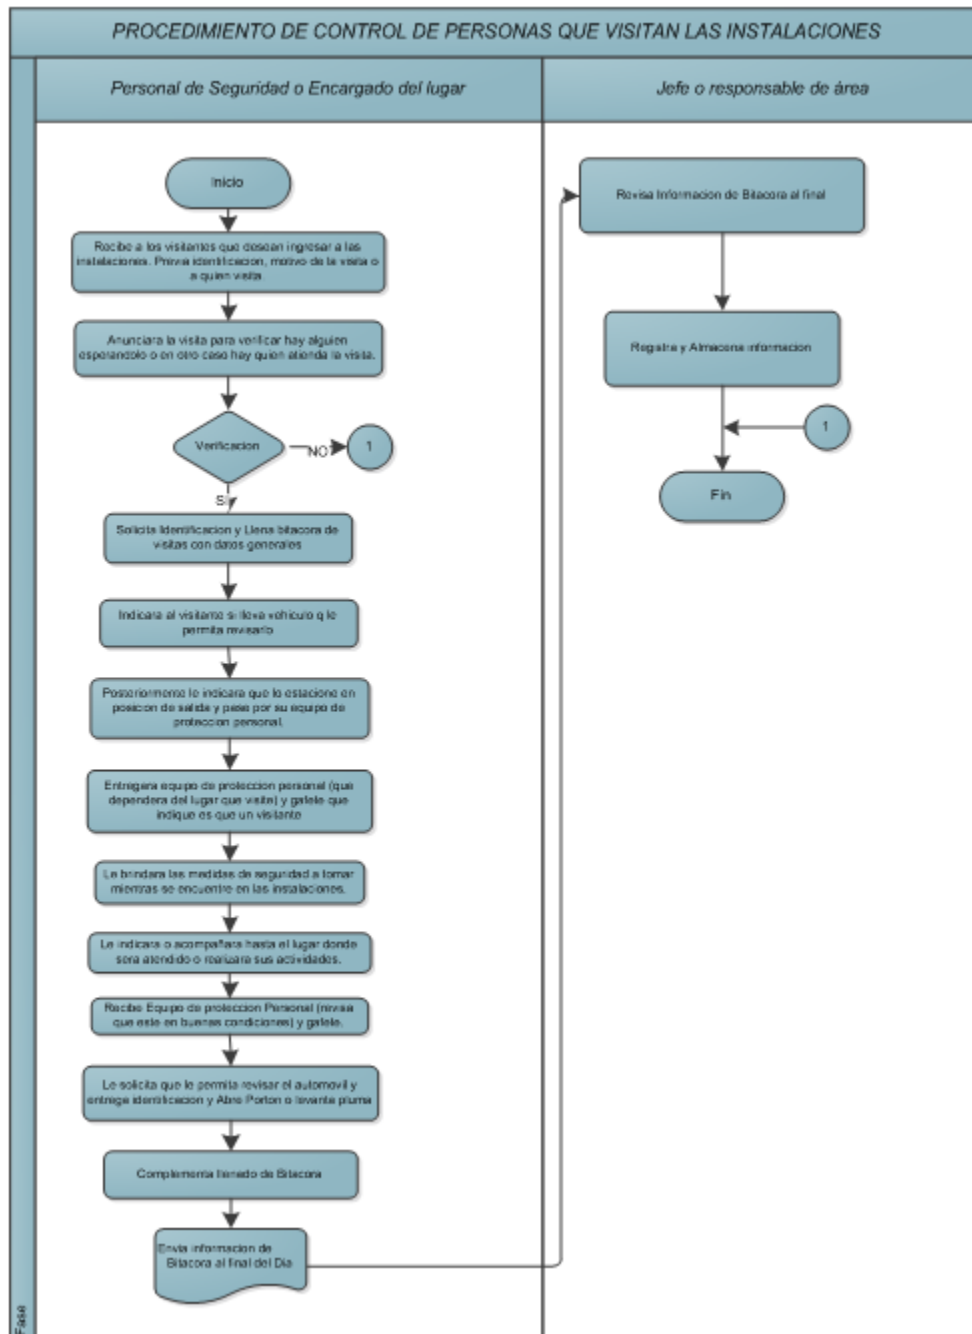 PROCEDIMIENTO DE CONTROL DE PERSONAS QUE VISITAN LAS INSTALACIONES
Personal de Seguridad o Encargado del lugar
Inicio
Recibe a los visitantes que desean ingresar a las
instalaciones. Previa identificacion, motivo de la visita o
a quien visita
Anunciara la visita para verificar hay alguien
esperandolo o en otro caso hay quien atienda la visita.
Verificacion
NO
1
SI
Solicita Identificacion y Llena bitacora de
visitas con datos generales
Indicara al visitante si lleva vehiculo q le
permita revisarlo
Posteriormente le indicara que lo estacione en
posicion de salida y pase por su equipo de
proteccion personal.
Entregara equipo de proteccion personal (que
dependera del lugar que visite) y gafete que
indique es que un visitante
Le brindara las medidas de seguridad a tomar
mientras se encuentre en las instalaciones.
Le indicara o acompañara hasta el lugar donde
sera atendido o realizara sus actividades.
Recibe Equipo de proteccion Personal (revisa
que este en buenas condiciones) y gafete.
Le solicita que le permita revisar el automovil y
entrega identificacion y Abre Porton o levanta pluma
Complementa llenado de Bitacora
Envia informacion de
Bitacora al final del Dia
Jefe o responsable de área
Revisa Informacion de Bitacora al final
Registra y Almacena informacion
1
Fin
Fase